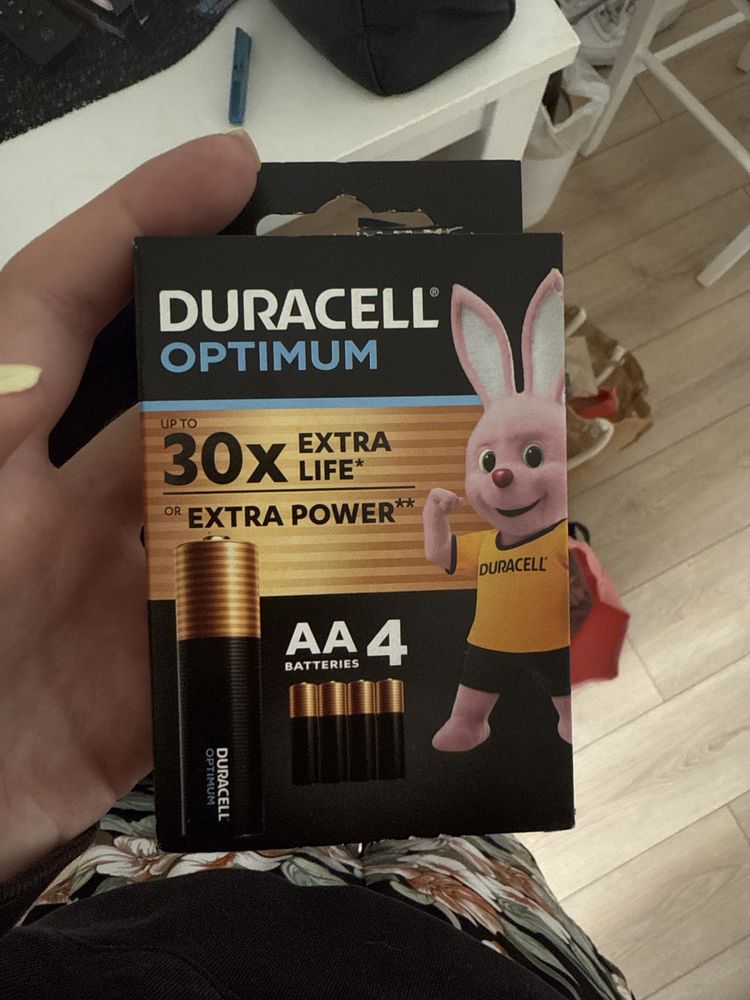 DURACELL®
OPTIMUM
UP TO
30x EXTRA LIFE*
OR EXTRA POWER**
DURACELL
AA 4
BATTERIES
DURACELL
OPTIMUM